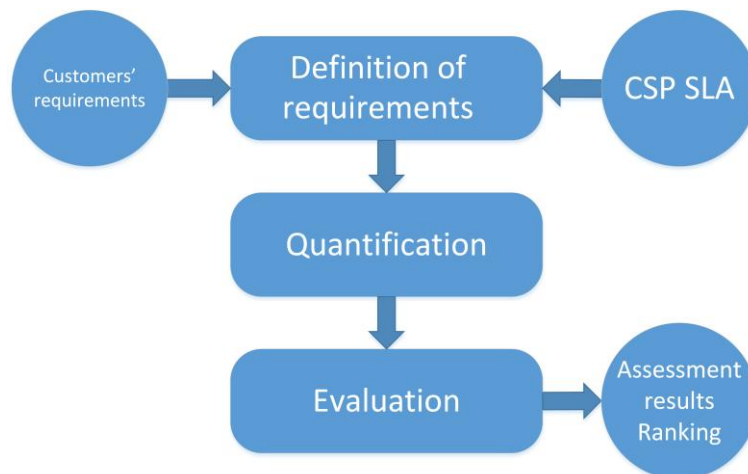 Customers’
requirements
Definition of
requirements
CSP SLA
Quantification
Evaluation
Assessment
results
Ranking